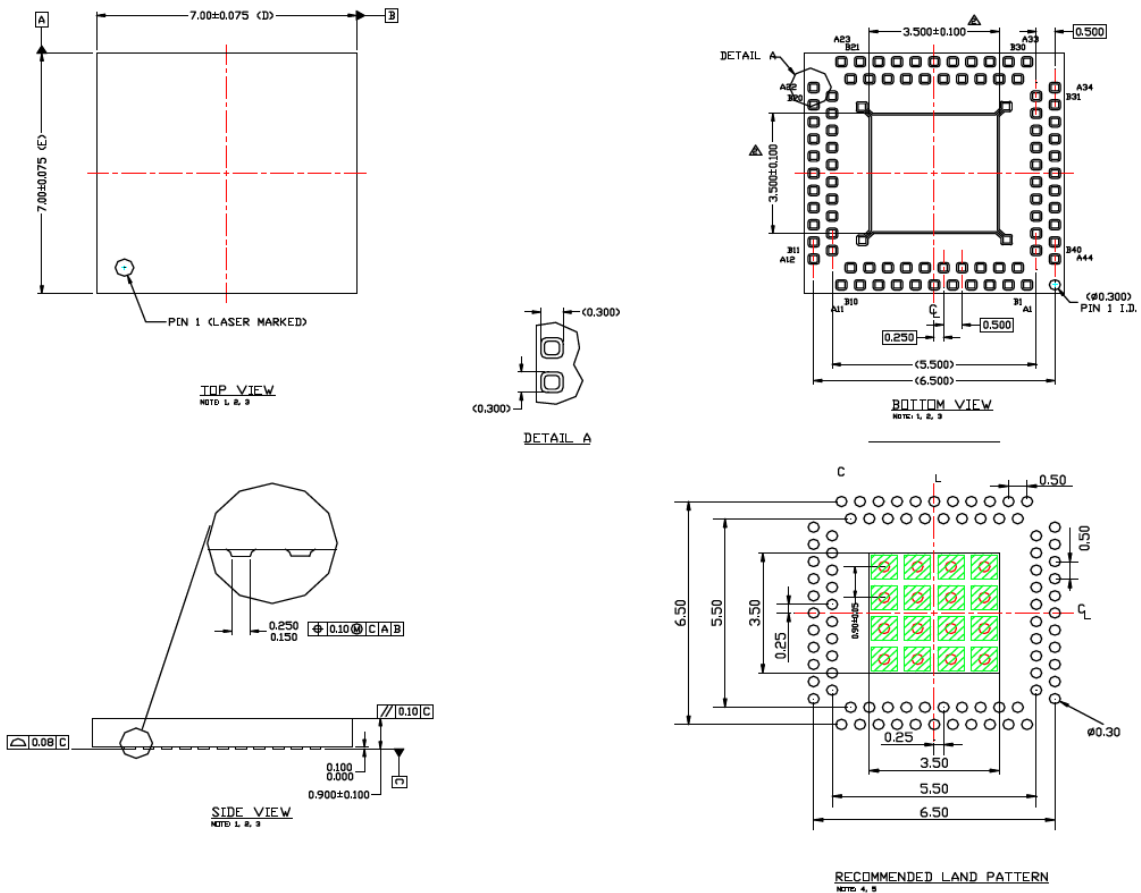 A
7.00±0.075 (D)
B
7.00±0.075 (E)
PIN 1 (LASER MARKED)
TOP VIEW
NOTE: 1, 2, 3
(0.300)
(0.300)
DETAIL A
A23
B21
3.500±0.100
A33
B30
0.500
DETAIL A
A22
B20
A34
B31
3.500±0.100
B11
A12
B40
A44
B10
A11
B1
A1
(Ø0.300)
PIN 1 I.D.
C
L
0.250
0.500
(5.500)
(6.500)
BOTTOM VIEW
NOTE: 1, 2, 3
0.250
0.150
0.10 M C A B
// 0.10 C
0.08 C
0.100
0.000
0.900±0.100
C
SIDE VIEW
NOTE: 1, 2, 3
C
L
0.50
0.50
6.50
5.50
3.50
0.25
0.90±0.05
C
L
0.25
3.50
5.50
6.50
Ø0.30
RECOMMENDED LAND PATTERN
NOTE: 4, 5